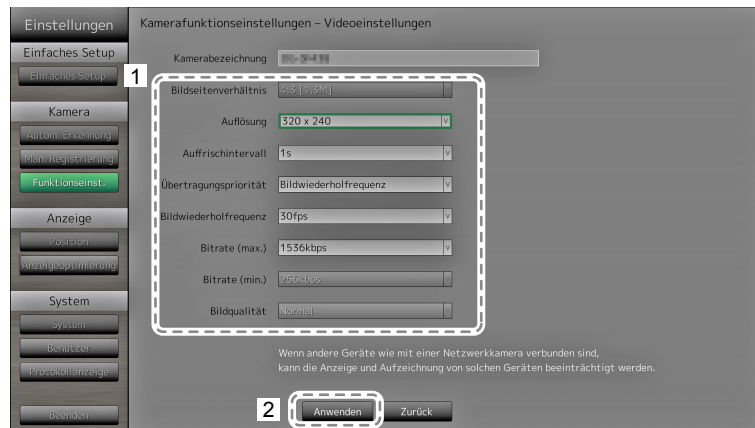 Einstellungen
Kamerafunktionseinstellungen – Videoeinstellungen
Einfaches Setup
Einfaches Setup
Kamera
Autom. Erkennung
Man. Registrierung
Funktionseinst.
Anzeige
Position
Anzeigeoptimierung
System
System
Benutzer
Protokollanzeige
Beenden
Kamerabezeichnung
1
Bildseitenverhältnis 4:3 [1.3M]
Auflösung 320 x 240
Auffrischintervall 1s
Übertragungspriorität Bildwiederholfrequenz
Bildwiederholfrequenz 30fps
Bitrate (max.) 1536kbps
Bitrate (min.) 256kbps
Bildqualität Normal
Wenn andere Geräte wie mit einer Netzwerkkamera verbunden sind,
kann die Anzeige und Aufzeichnung von solchen Geräten beeinträchtigt werden.
2 Anwenden Zurück